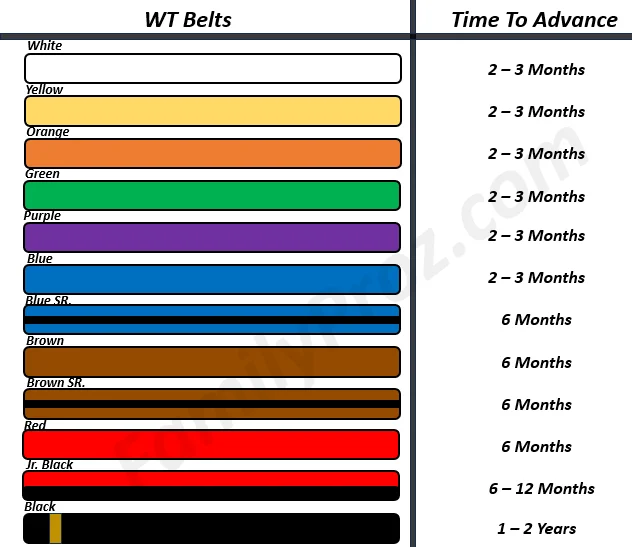 WT Belts Time To Advance
White
2 – 3 Months
Yellow
2 – 3 Months
Orange
2 – 3 Months
Green
2 – 3 Months
Purple
2 – 3 Months
Blue
2 – 3 Months
Blue SR.
6 Months
Brown
6 Months
Brown SR.
6 Months
Red
6 Months
Jr. Black
6 – 12 Months
Black
1 – 2 Years
FamilyProz.com